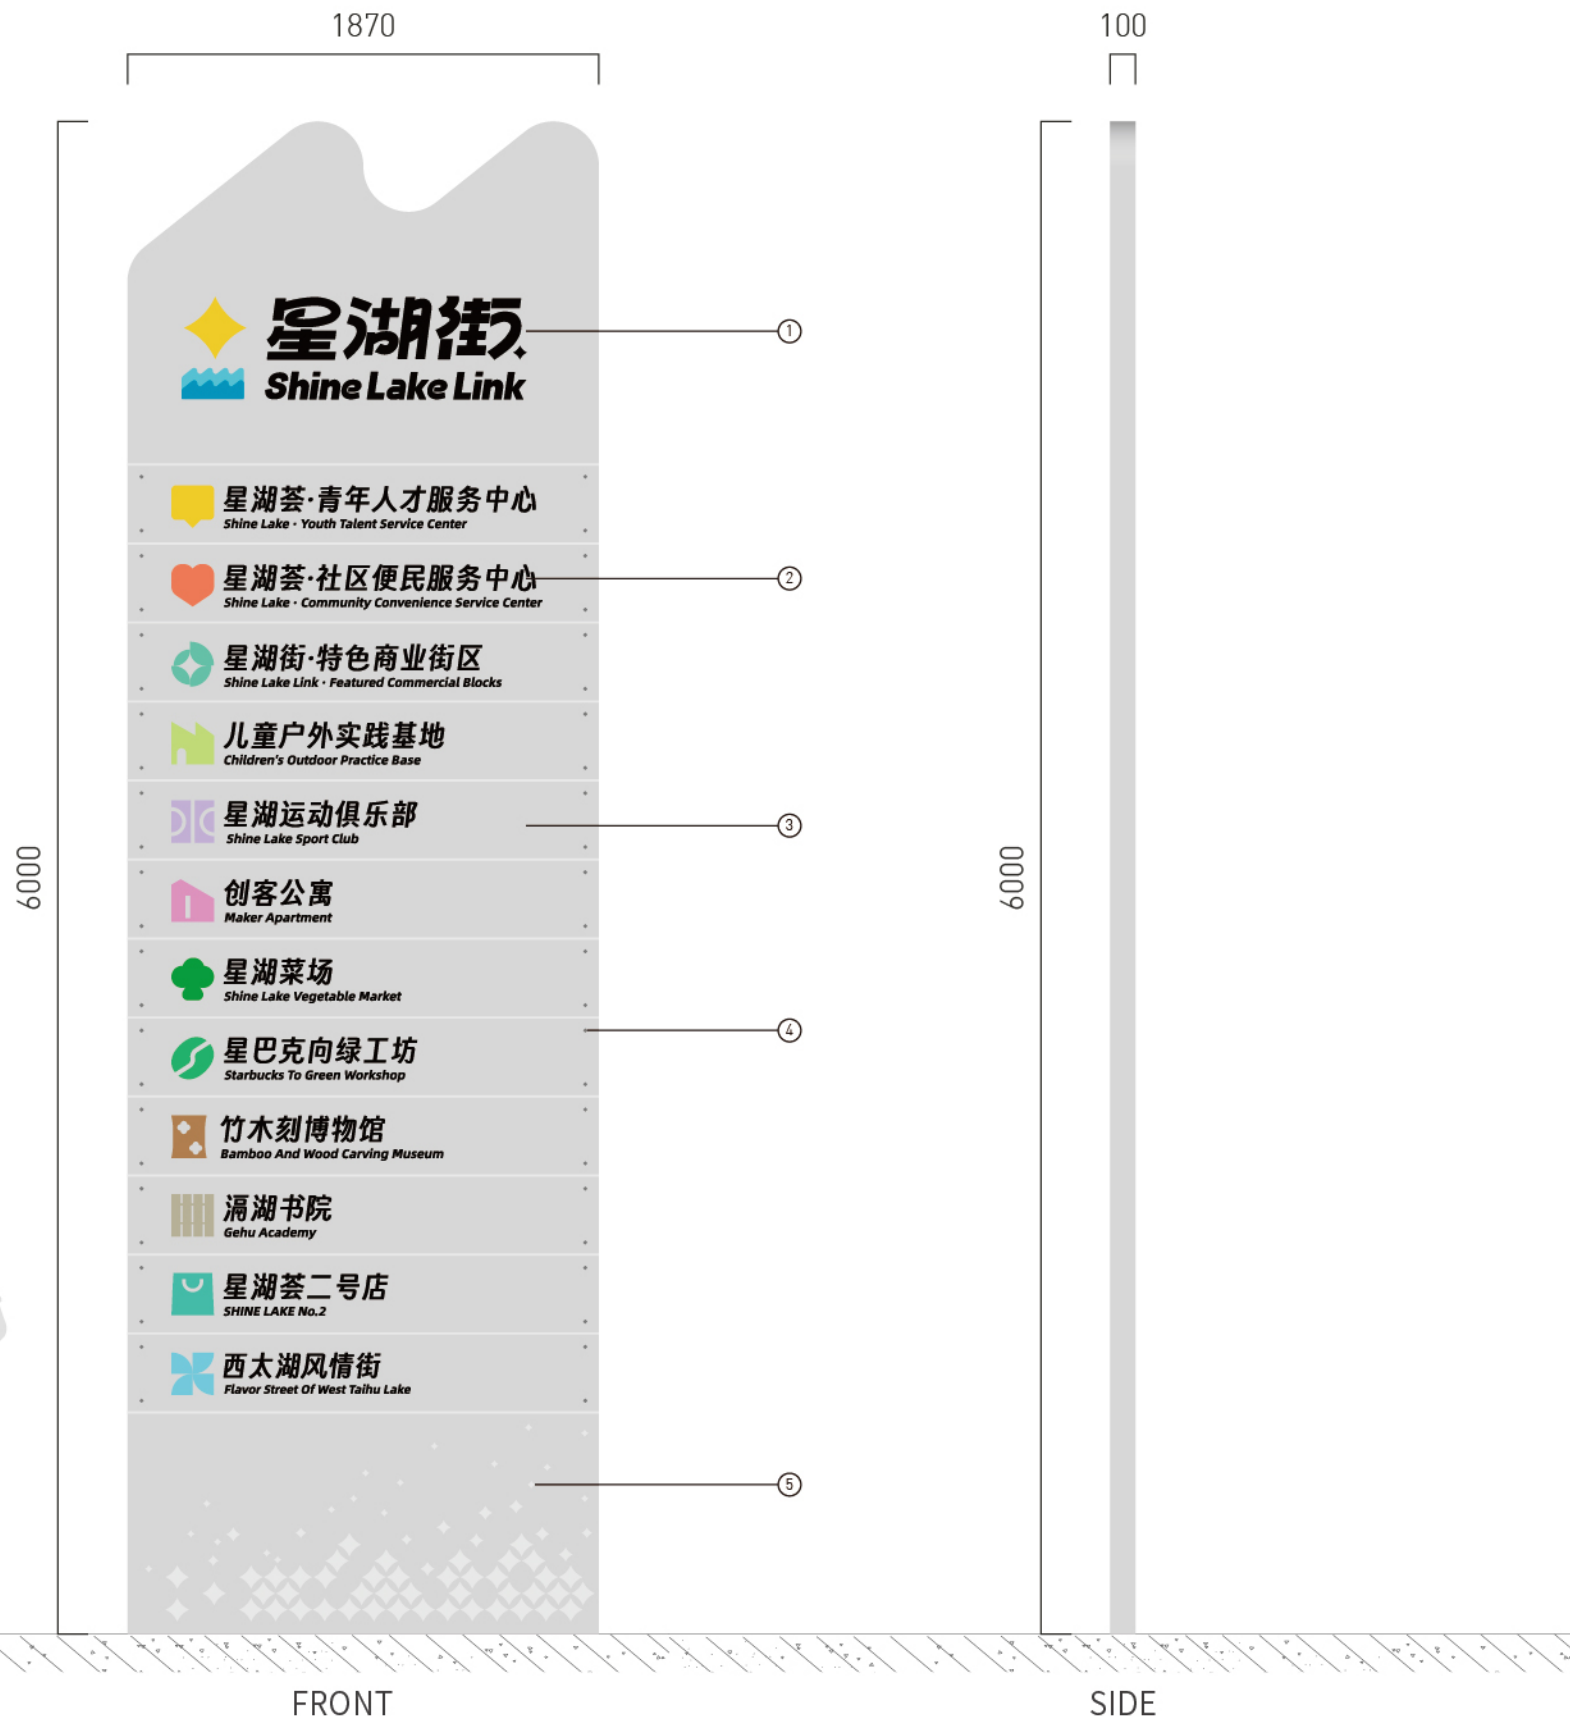 1870
100
星湖街
Shine Lake Link
1
星湖荟·青年人才服务中心
Shine Lake · Youth Talent Service Center
星湖荟·社区便民服务中心
Shine Lake · Community Convenience Service Center
2
星湖街·特色商业街区
Shine Lake Link · Featured Commercial Blocks
儿童户外实践基地
Children's Outdoor Practice Base
星湖运动俱乐部
Shine Lake Sport Club
3
6000
6000
创客公寓
Maker Apartment
星湖菜场
Shine Lake Vegetable Market
4
星巴克向绿工坊
Starbucks To Green Workshop
竹木刻博物馆
Bamboo And Wood Carving Museum
滆湖书院
Gehu Academy
星湖荟二号店
SHINE LAKE No.2
西太湖风情街
Flavor Street Of West Taihu Lake
5
FRONT
SIDE